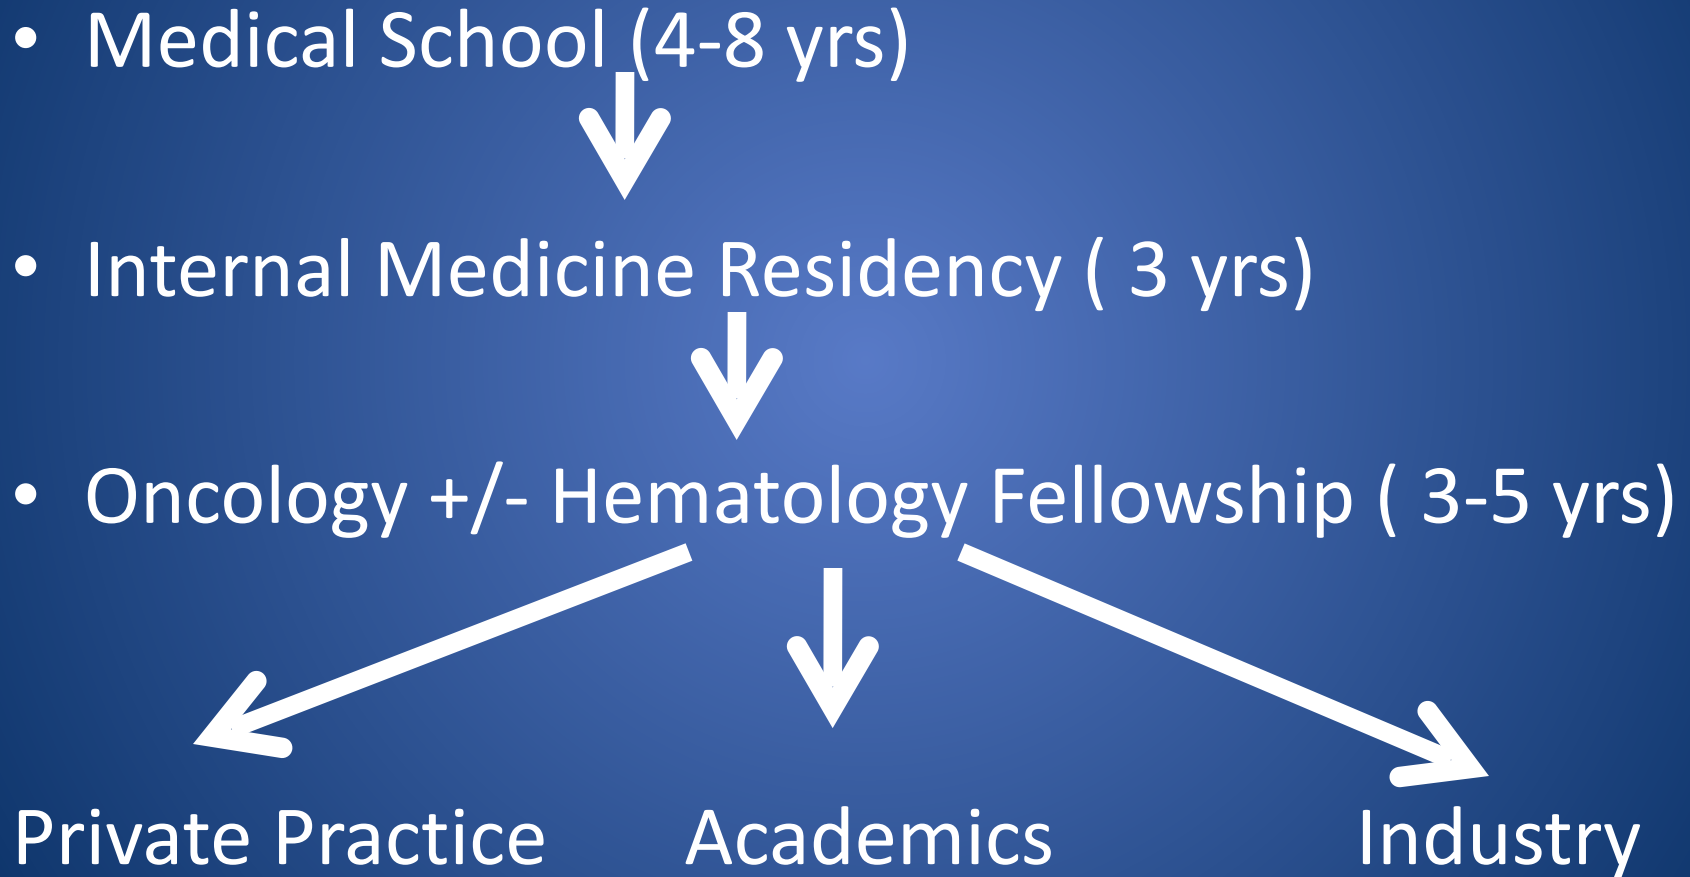 • Medical School (4-8 yrs)
• Internal Medicine Residency ( 3 yrs)
• Oncology +/- Hematology Fellowship ( 3-5 yrs)
Private Practice Academics Industry